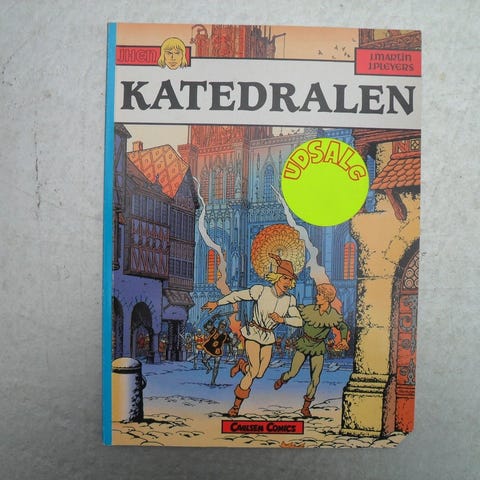 JHEN
J.MARTIN
J.PLEYERS
KATEDRALEN
UDSALG
CARLSEN COMICS